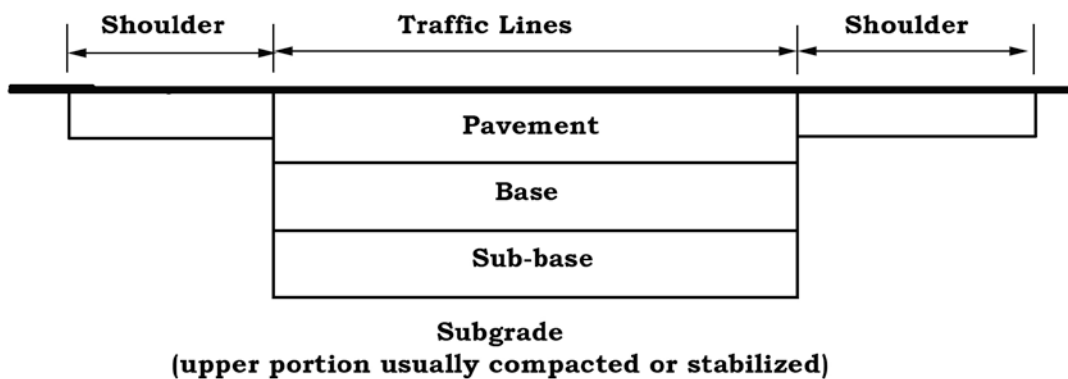 Shoulder
Traffic Lines
Shoulder
Pavement
Base
Sub-base
Subgrade
(upper portion usually compacted or stabilized)